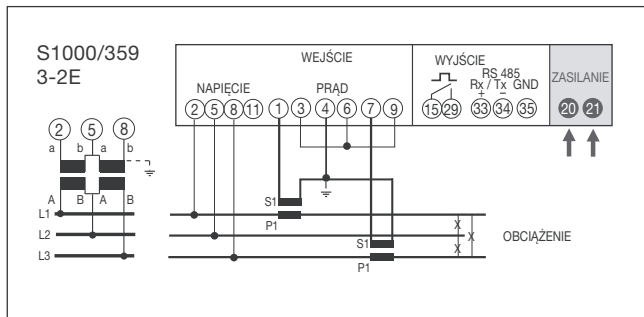 S1000/359
3-2E
WEJŚCIE
WYJŚCIE
NAPIĘCIE
PRĄD
RS 485
Rx / Tx GND
+ −
ZASILANIE
2 5 8 11 1 3 4 6 7 9 15 29 33 34 35 20 21
2 5 8
a b a b
A B A B
L1
L2
L3
S1
P1
S1
P1
X
X
X
OBCIĄŻENIE